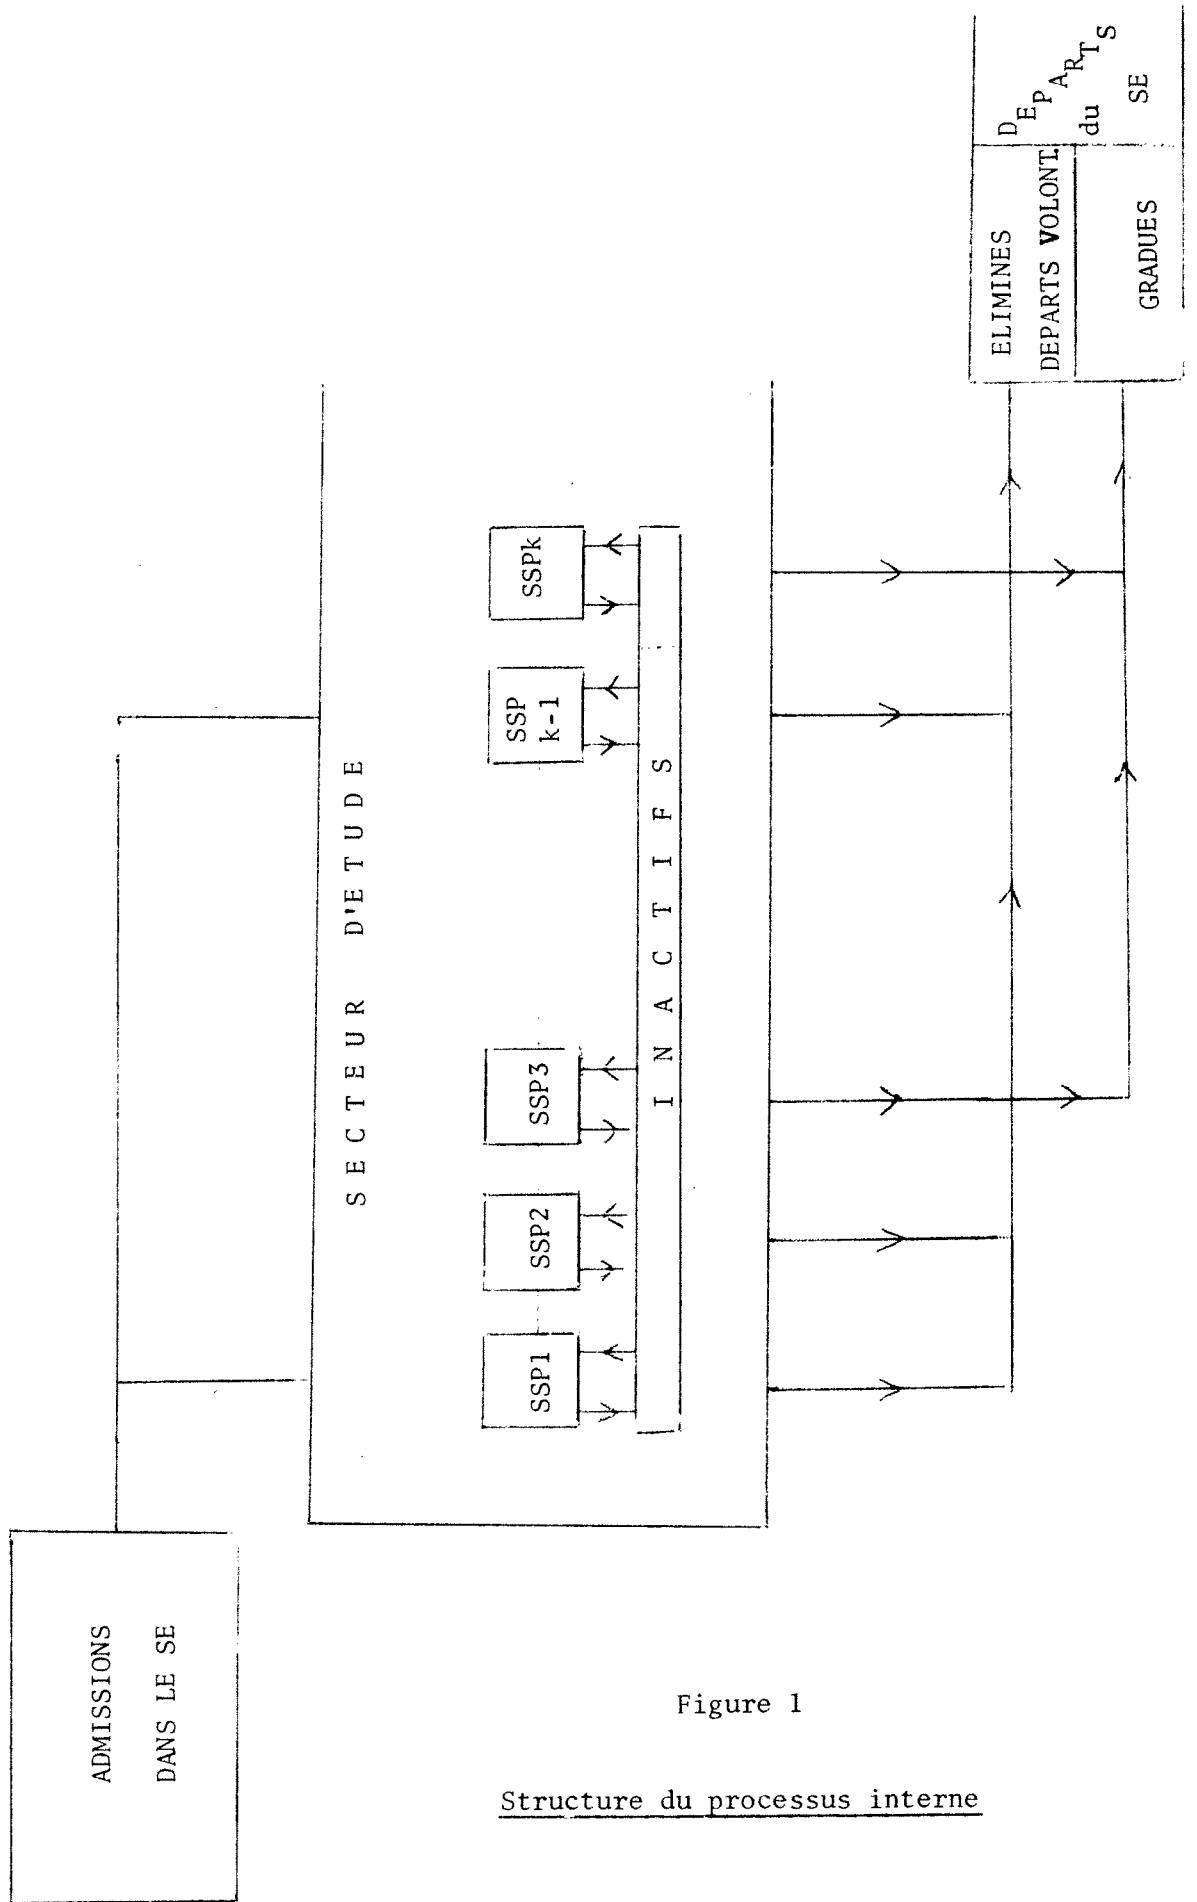 ADMISSIONS
DANS LE SE
SECTEUR D'ETUDE
SSP1
SSP2
SSP3
SSP
k-1
SSPk
INACTIFS
ELIMINES
DEPARTS VOLONT.
GRADUES
DEPARTS
du
SE
Figure 1
Structure du processus interne